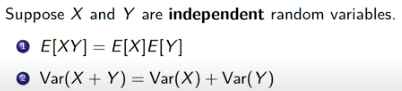 Suppose X and Y are independent random variables.
1 E[XY] = E[X]E[Y]
2 Var(X + Y) = Var(X) + Var(Y)